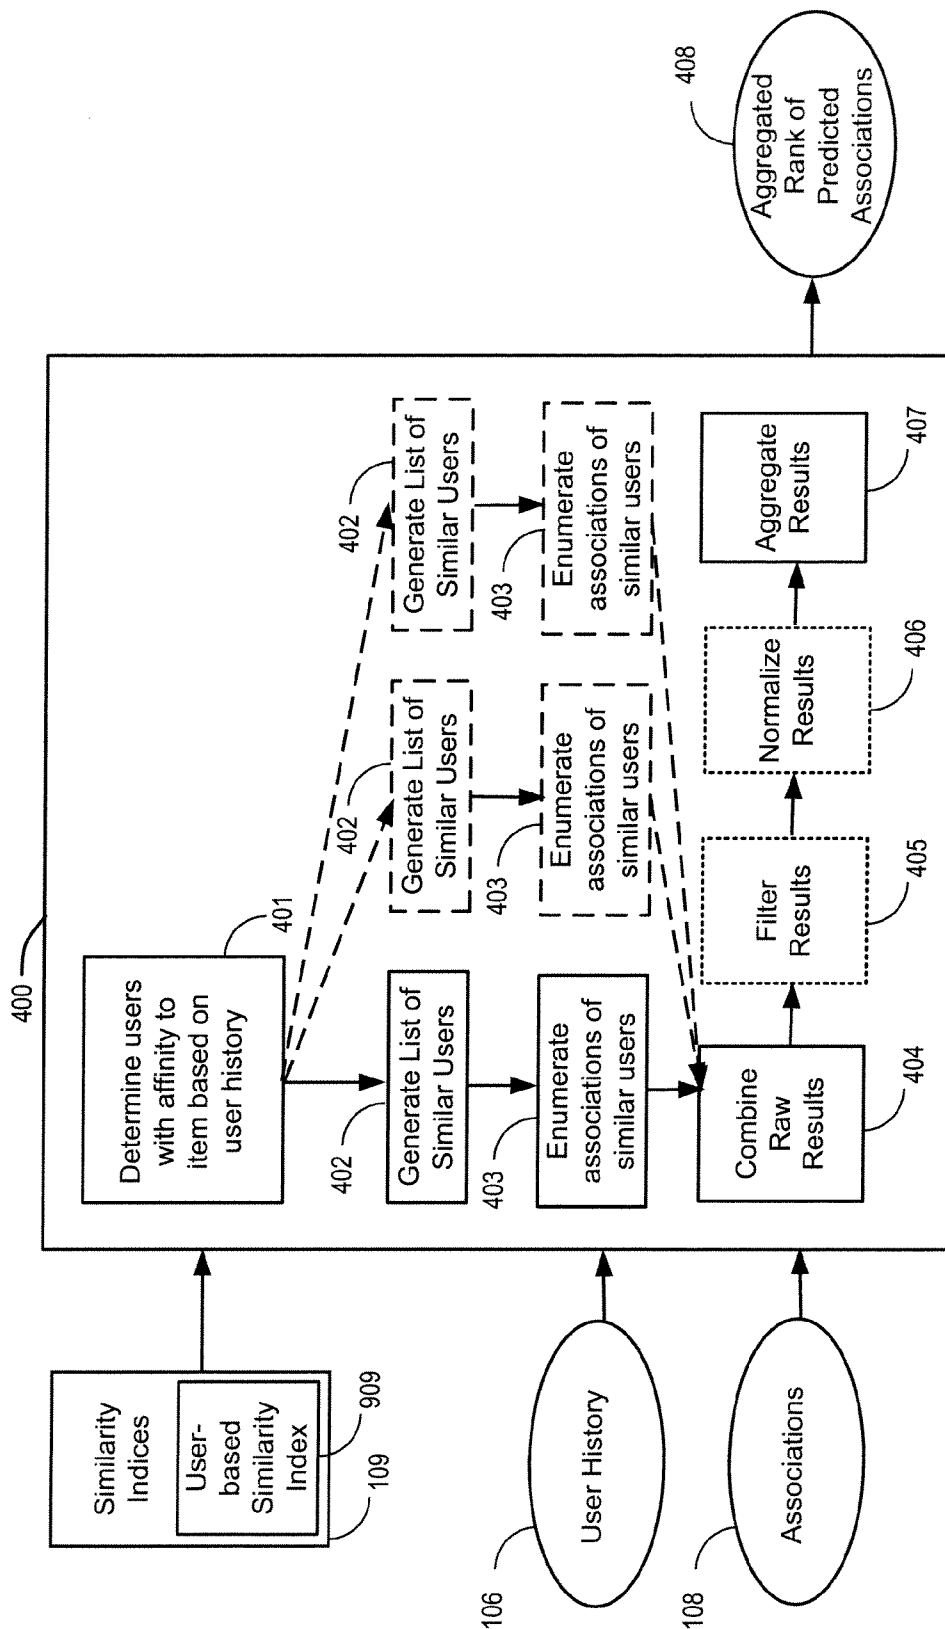 400
Similarity
Indices
User-
based
Similarity
Index
909
109
106
User History
108
Associations
Determine users
with affinity to
item based on
user history
401
402
Generate List of
Similar Users
402
Generate List of
Similar Users
402
Generate List of
Similar Users
403
Enumerate
associations of
similar users
403
Enumerate
associations of
similar users
403
Enumerate
associations of
similar users
Combine
Raw
Results
404
Filter
Results
405
Normalize
Results
406
Aggregate
Results
407
408
Aggregated
Rank of
Predicted
Associations